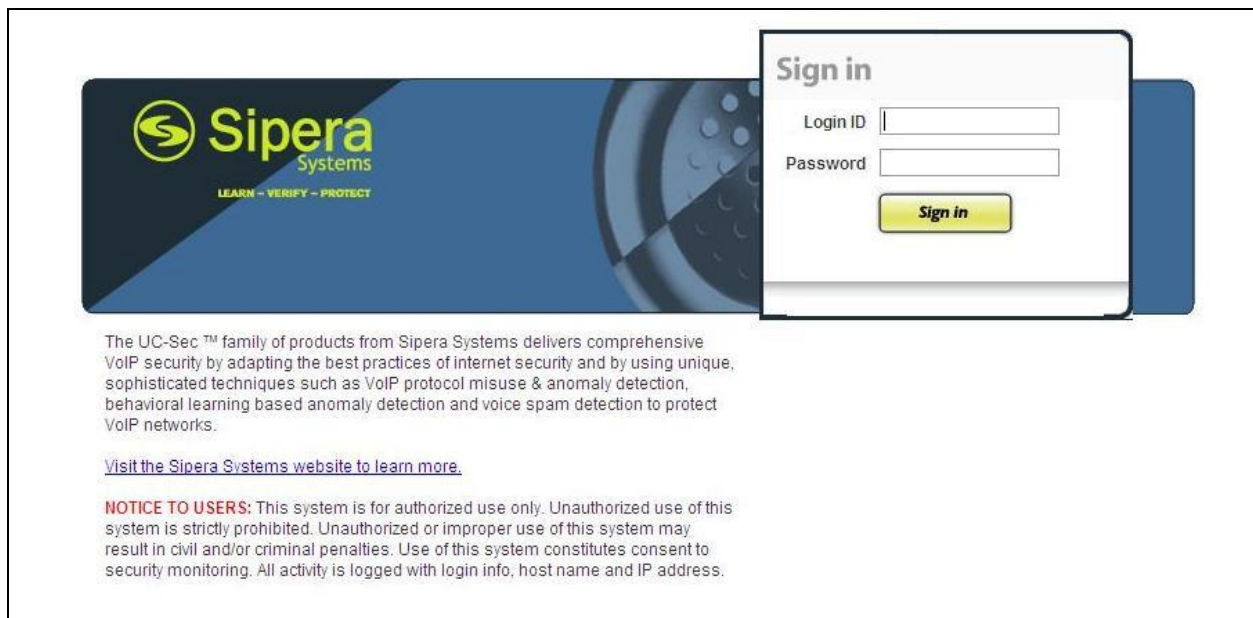 Sipera
Systems
LEARN – VERIFY – PROTECT
Sign in
Login ID
Password
Sign in
The UC-Sec ™ family of products from Sipera Systems delivers comprehensive
VoIP security by adapting the best practices of internet security and by using unique,
sophisticated techniques such as VoIP protocol misuse & anomaly detection,
behavioral learning based anomaly detection and voice spam detection to protect
VoIP networks.
Visit the Sipera Systems website to learn more.
NOTICE TO USERS: This system is for authorized use only. Unauthorized use of this
system is strictly prohibited. Unauthorized or improper use of this system may
result in civil and/or criminal penalties. Use of this system constitutes consent to
security monitoring. All activity is logged with login info, host name and IP address.